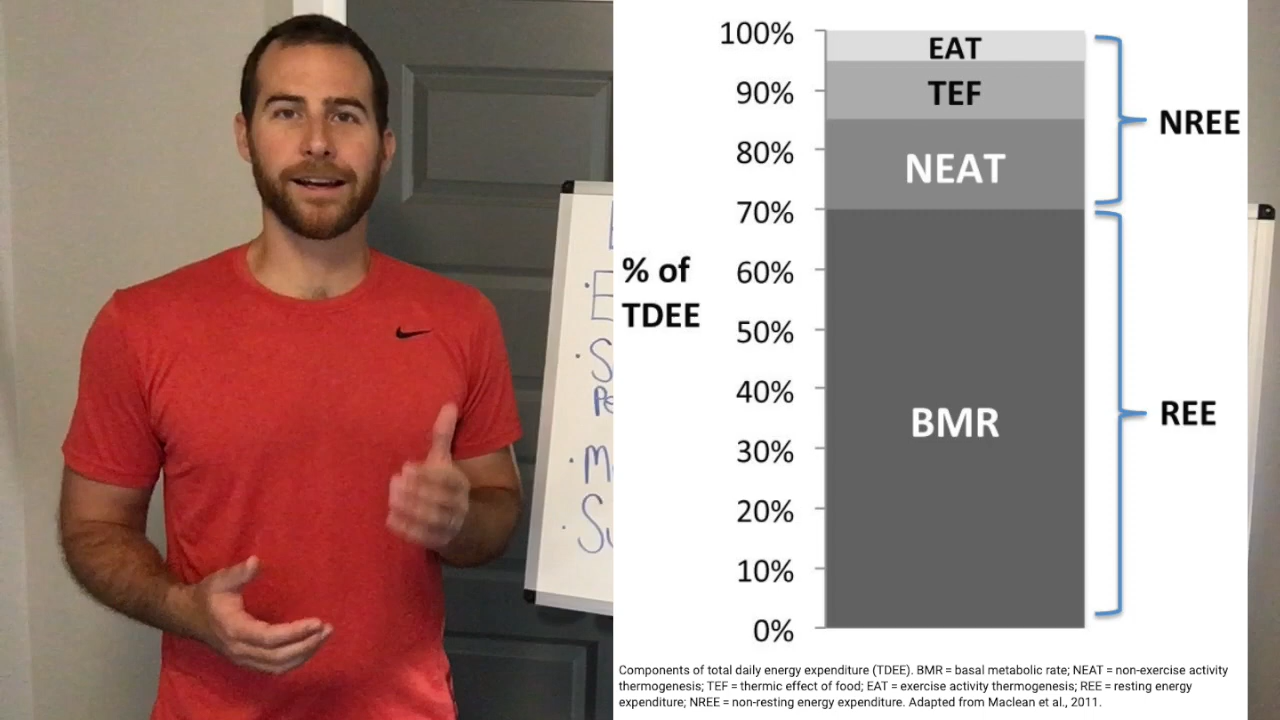 100%
90%
80%
70%
60%
50%
40%
30%
20%
10%
0%
% of
TDEE
EAT
TEF
NEAT
BMR
NREE
REE
Components of total daily energy expenditure (TDEE). BMR = basal metabolic rate; NEAT = non-exercise activity
thermogenesis; TEF = thermic effect of food; EAT = exercise activity thermogenesis; REE = resting energy
expenditure; NREE = non-resting energy expenditure. Adapted from Maclean et al., 2011.